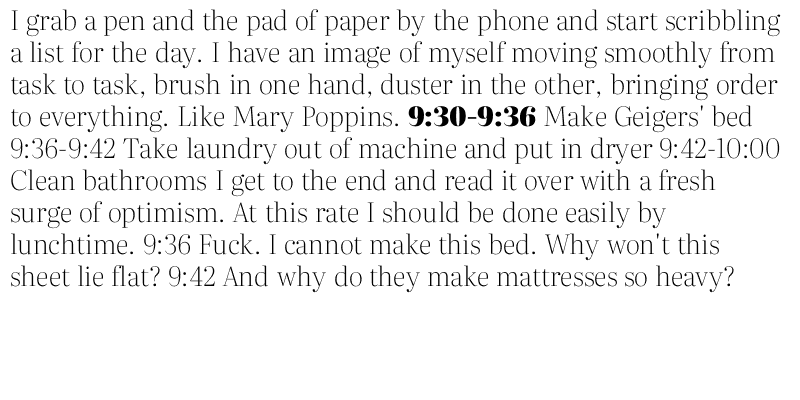 I grab a pen and the pad of paper by the phone and start scribbling
a list for the day. I have an image of myself moving smoothly from
task to task, brush in one hand, duster in the other, bringing order
to everything. Like Mary Poppins. 9:30-9:36 Make Geigers' bed
9:36-9:42 Take laundry out of machine and put in dryer 9:42-10:00
Clean bathrooms I get to the end and read it over with a fresh
surge of optimism. At this rate I should be done easily by
lunchtime. 9:36 Fuck. I cannot make this bed. Why won't this
sheet lie flat? 9:42 And why do they make mattresses so heavy?